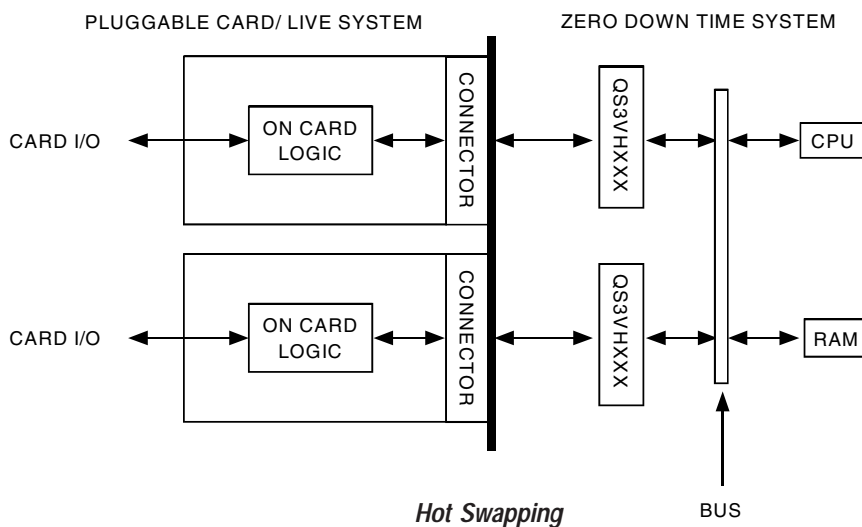 PLUGGABLE CARD/ LIVE SYSTEM
ZERO DOWN TIME SYSTEM
CARD I/O
ON CARD
LOGIC
CONNECTOR
QS3VHXXX
CPU
CARD I/O
ON CARD
LOGIC
CONNECTOR
QS3VHXXX
RAM
Hot Swapping
BUS